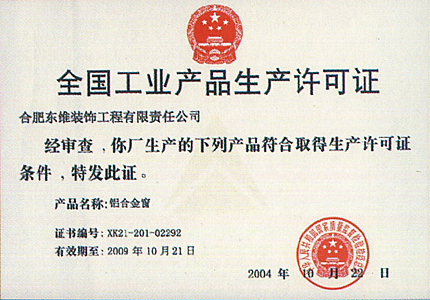 全国工业产品生产许可证
合肥东维装饰工程有限责任公司
经审查，你厂生产的下列产品符合取得生产许可证
条件，特发此证。
产品名称:铝合金窗
证书编号: XK21-201-02292
有效期至: 2009 年 10 月 21 日
2004 年 10 月 22 日